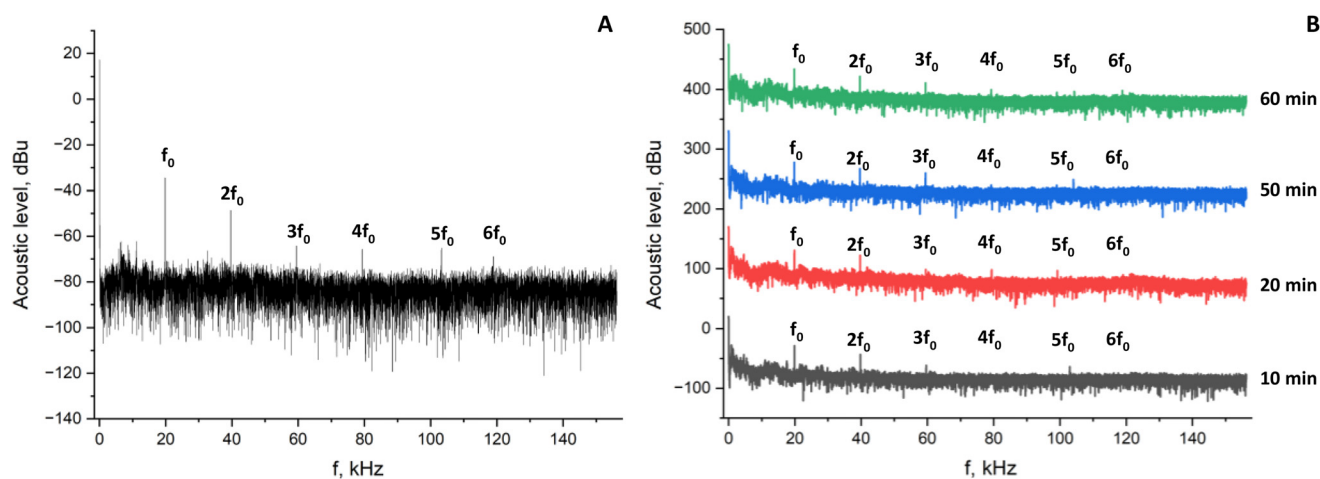 A
Acoustic level, dBu
20
0
−20
−40
−60
−80
−100
−120
−140
f₀
2f₀
3f₀
4f₀
5f₀
6f₀
0 20 40 60 80 100 120 140
f, kHz
B
Acoustic level, dBu
500
400
300
200
100
0
−100
f₀ 2f₀ 3f₀ 4f₀ 5f₀ 6f₀
60 min
f₀ 2f₀ 3f₀ 4f₀ 5f₀ 6f₀
50 min
f₀ 2f₀ 3f₀ 4f₀ 5f₀ 6f₀
20 min
f₀ 2f₀ 3f₀ 4f₀ 5f₀ 6f₀
10 min
0 20 40 60 80 100 120 140
f, kHz